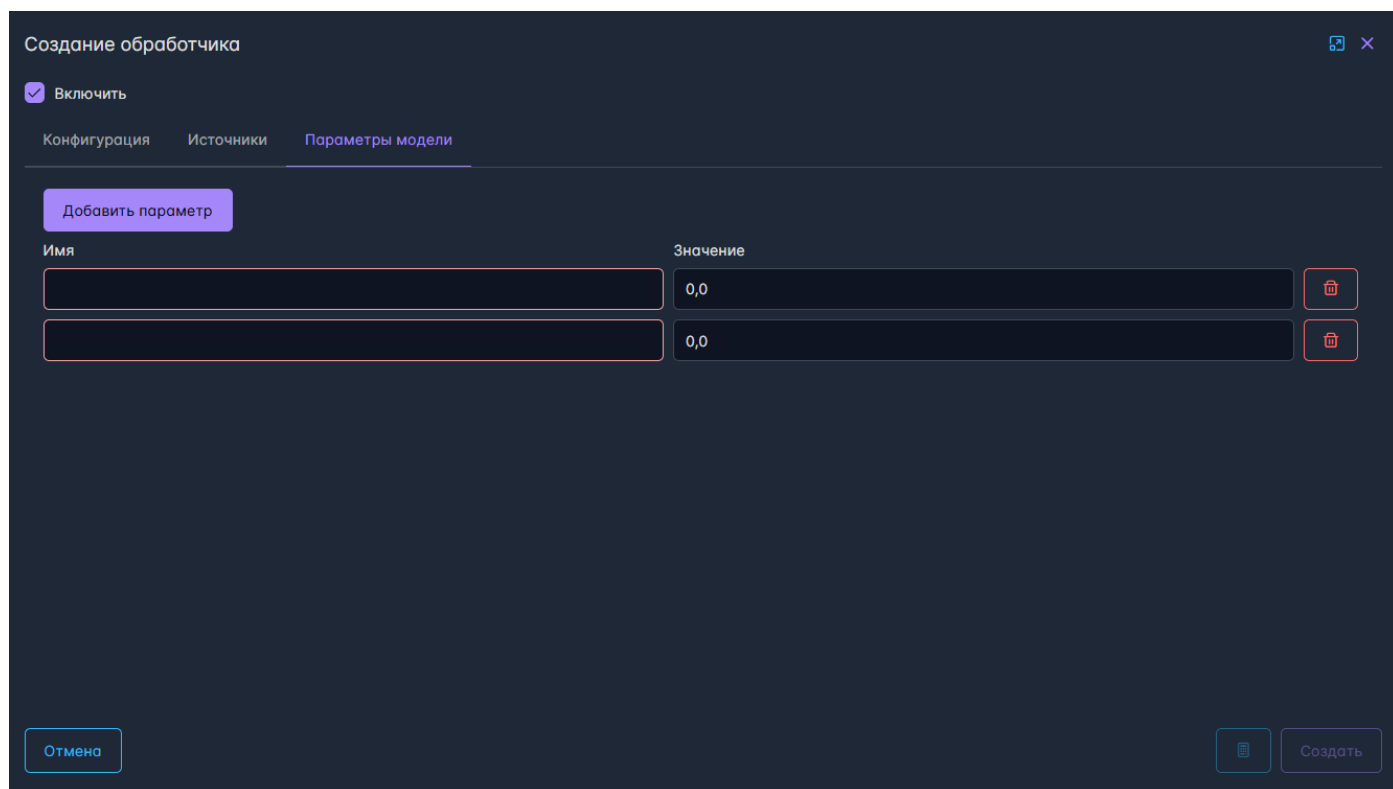 Создание обработчика
Включить
Конфигурация Источники Параметры модели
Добавить параметр
Имя Значение
0,0
0,0
Отмена Создать